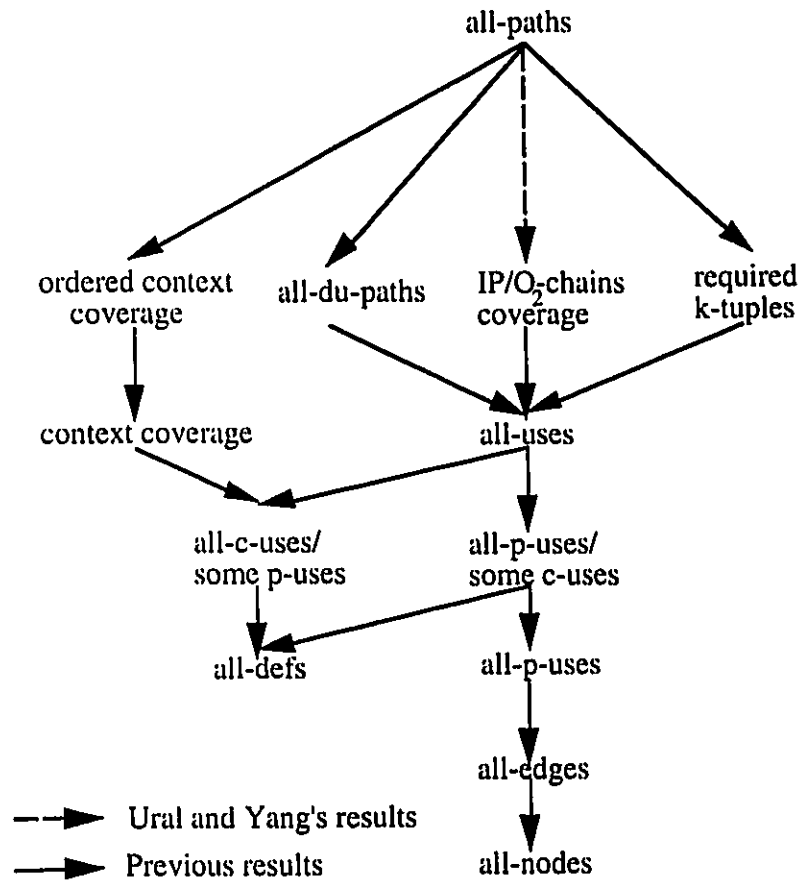 all-paths
ordered context
coverage
all-du-paths
IP/O2-chains
coverage
required
k-tuples
context coverage
all-uses
all-c-uses/
some p-uses
all-p-uses/
some c-uses
all-defs
all-p-uses
all-edges
all-nodes
Ural and Yang's results
Previous results